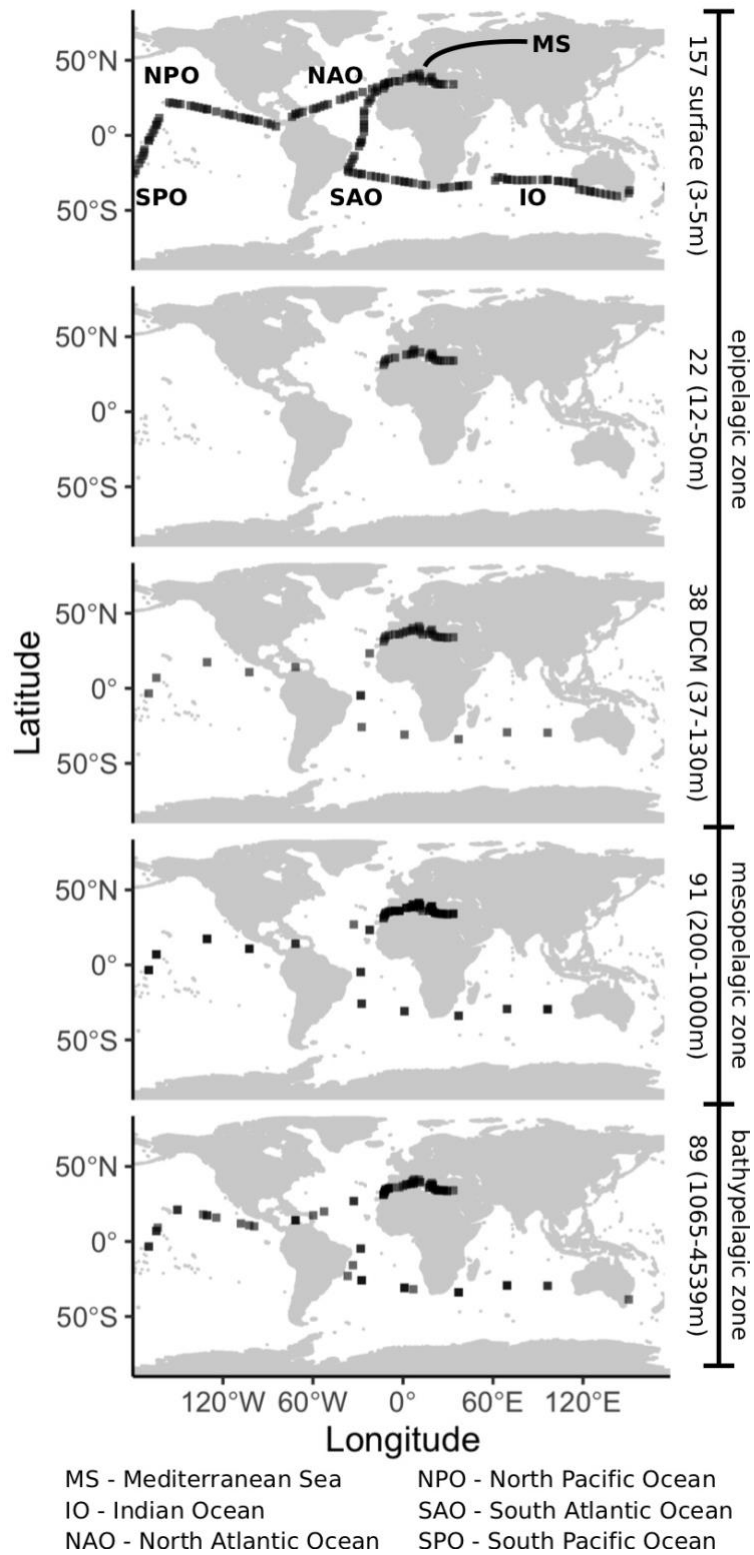 50°N
0°
50°S
NPO
NAO
MS
SPO
SAO
IO
157 surface (3-5m)
50°N
0°
50°S
22 (12-50m)
epipelagic zone
50°N
0°
50°S
38 DCM (37-130m)
Latitude
50°N
0°
50°S
91 (200-1000m)
mesopelagic zone
50°N
0°
50°S
89 (1065-4539m)
bathypelagic zone
120°W 60°W 0° 60°E 120°E
Longitude
MS - Mediterranean Sea
IO - Indian Ocean
NAO - North Atlantic Ocean
NPO - North Pacific Ocean
SAO - South Atlantic Ocean
SPO - South Pacific Ocean